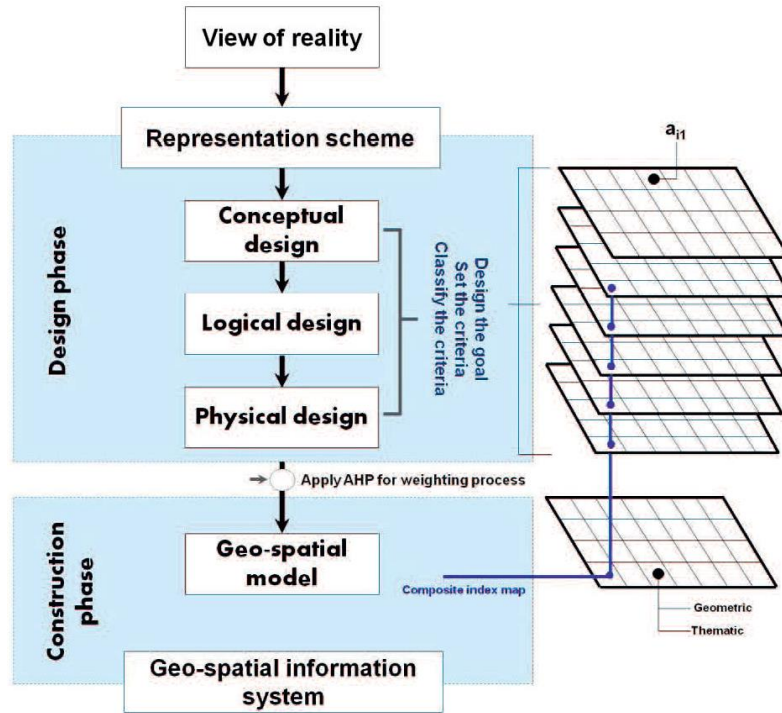 View of reality
Representation scheme
Design phase
Conceptual
design
Logical design
Physical design
Design the goal
Set the criteria
Classify the criteria
a_{i1}
Apply AHP for weighting process
Construction
phase
Geo-spatial
model
Composite index map
Geometric
Thematic
Geo-spatial information
system